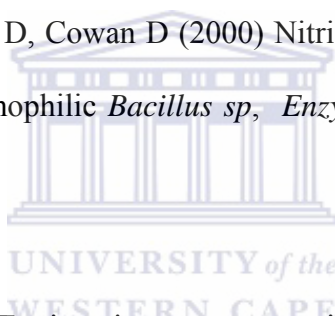 D, Cowan D (2000) Nitri
nophilic Bacillus sp, Enzy
UNIVERSITY of the
WESTERN CAPE